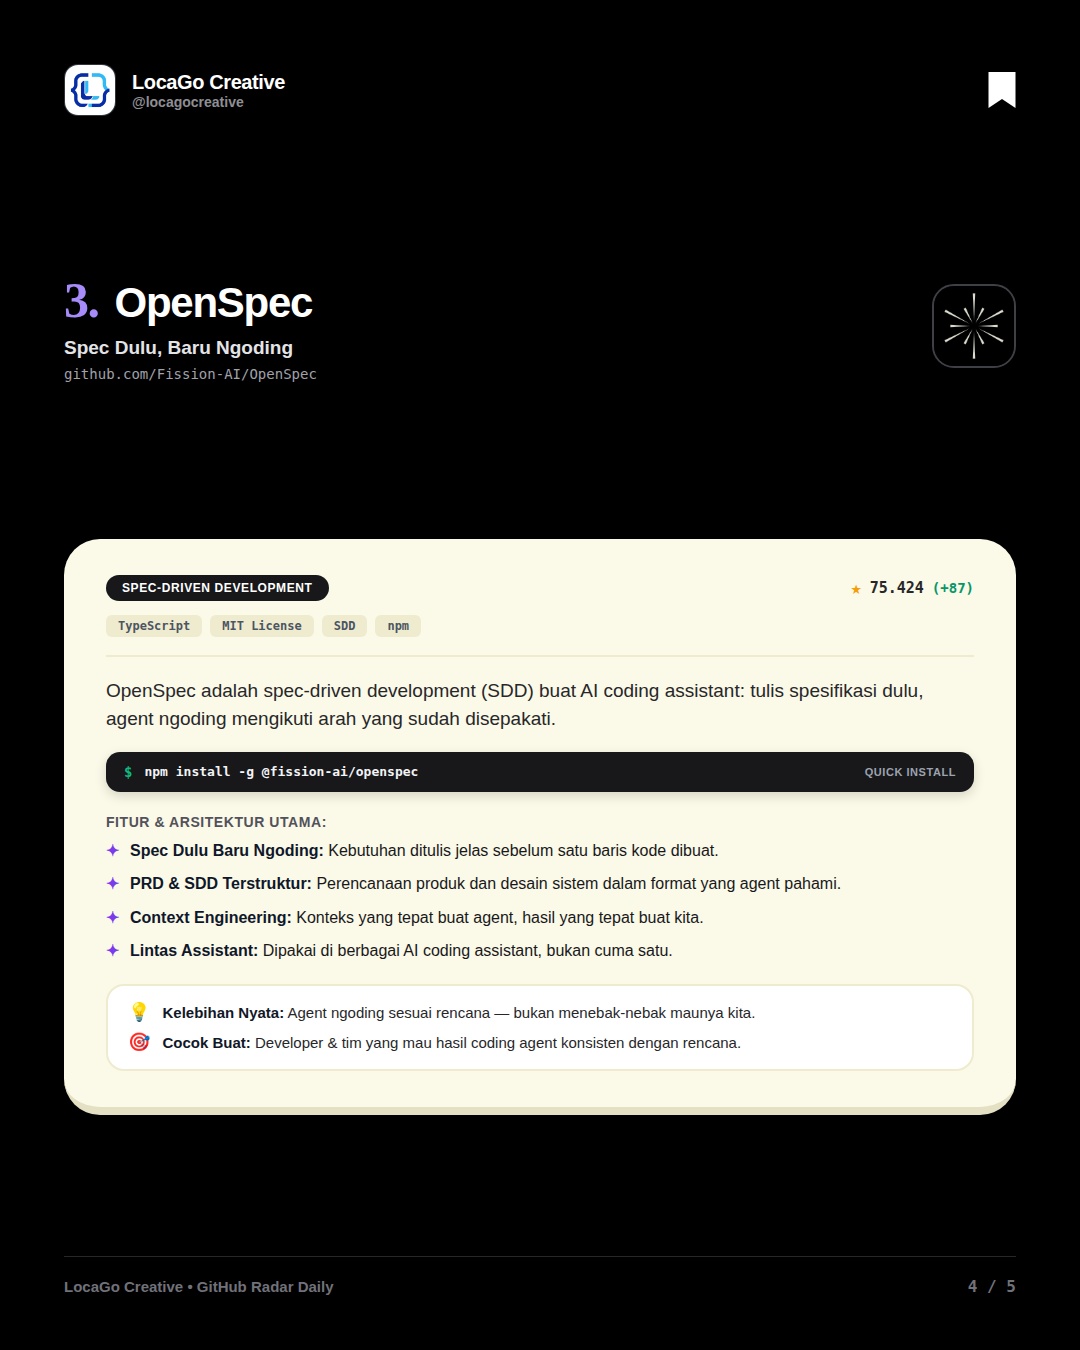 LocaGo Creative
@locagocreative
3. OpenSpec
Spec Dulu, Baru Ngoding
github.com/Fission-AI/OpenSpec
SPEC-DRIVEN DEVELOPMENT
★ 75.424 (+87)
TypeScript MIT License SDD npm
OpenSpec adalah spec-driven development (SDD) buat AI coding assistant: tulis spesifikasi dulu,
agent ngoding mengikuti arah yang sudah disepakati.
$ npm install -g @fission-ai/openspec
QUICK INSTALL
FITUR & ARSITEKTUR UTAMA:
✦ Spec Dulu Baru Ngoding: Kebutuhan ditulis jelas sebelum satu baris kode dibuat.
✦ PRD & SDD Terstruktur: Perencanaan produk dan desain sistem dalam format yang agent pahami.
✦ Context Engineering: Konteks yang tepat buat agent, hasil yang tepat buat kita.
✦ Lintas Assistant: Dipakai di berbagai AI coding assistant, bukan cuma satu.
💡 Kelebihan Nyata: Agent ngoding sesuai rencana — bukan menebak-nebak maunya kita.
🎯 Cocok Buat: Developer & tim yang mau hasil coding agent konsisten dengan rencana.
LocaGo Creative • GitHub Radar Daily
4 / 5